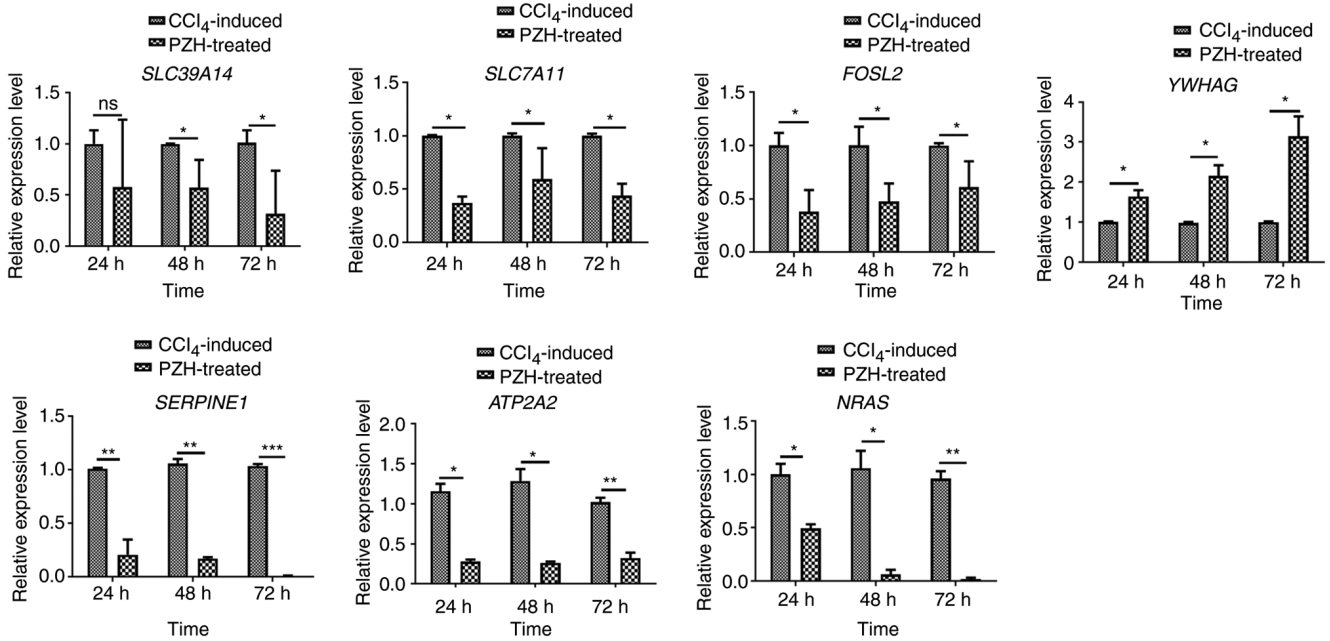 CCl4-induced
PZH-treated
SLC39A14
Relative expression level
1.5
1.0
0.5
0.0
ns
*
*
24 h
48 h
72 h
Time
CCl4-induced
PZH-treated
SLC7A11
Relative expression level
1.5
1.0
0.5
0.0
*
*
*
24 h
48 h
72 h
Time
CCl4-induced
PZH-treated
FOSL2
Relative expression level
1.5
1.0
0.5
0.0
*
*
*
24 h
48 h
72 h
Time
CCl4-induced
PZH-treated
YWHAG
Relative expression level
4
3
2
1
0
*
*
*
24 h
48 h
72 h
Time
CCl4-induced
PZH-treated
SERPINE1
Relative expression level
1.5
1.0
0.5
0.0
**
**
***
24 h
48 h
72 h
Time
CCl4-induced
PZH-treated
ATP2A2
Relative expression level
2.0
1.5
1.0
0.5
0.0
*
*
**
24 h
48 h
72 h
Time
CCl4-induced
PZH-treated
NRAS
Relative expression level
1.5
1.0
0.5
0.0
*
*
**
24 h
48 h
72 h
Time